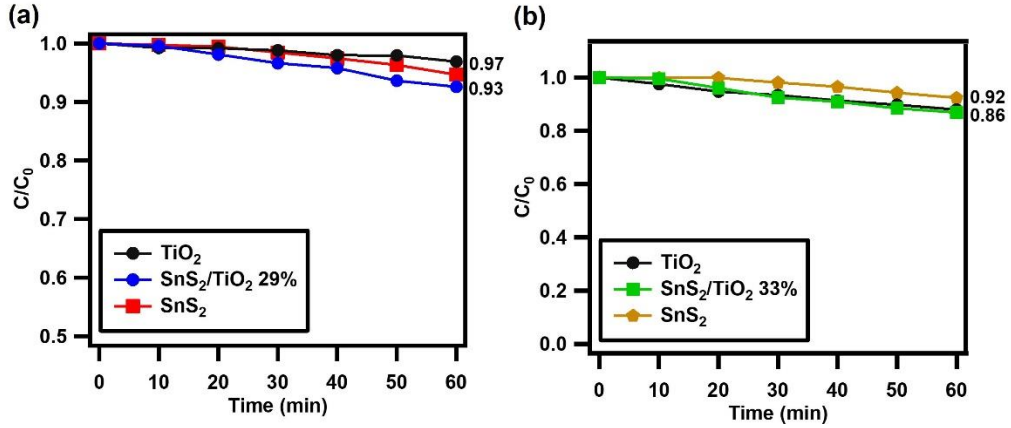 (a)
1.0
0.9
0.8
0.7
0.6
0.5
C/C₀
0.97
0.93
TiO₂
SnS₂/TiO₂ 29%
SnS₂
0 10 20 30 40 50 60
Time (min)
(b)
1.0
0.8
0.6
0.4
0.2
0.0
C/C₀
0.92
0.86
TiO₂
SnS₂/TiO₂ 33%
SnS₂
0 10 20 30 40 50 60
Time (min)